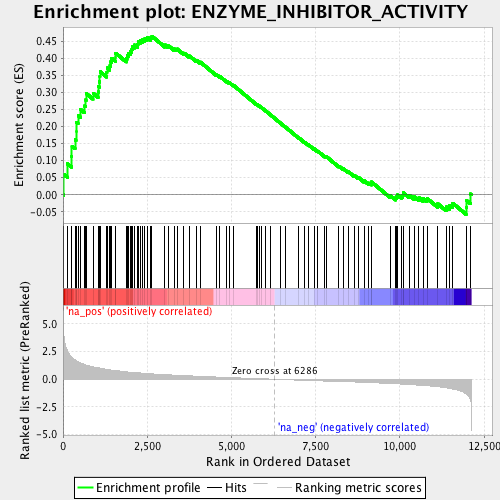 Enrichment plot: ENZYME_INHIBITOR_ACTIVITY
Enrichment score (ES)
0.45
0.40
0.35
0.30
0.25
0.20
0.15
0.10
0.05
0.00
-0.05
'na_pos' (positively correlated)
Ranked list metric (PreRanked)
5.0
2.5
0.0
-2.5
-5.0
Zero cross at 6286
'na_neg' (negatively correlated)
0
2,500
5,000
7,500
10,000
12,500
Rank in Ordered Dataset
Enrichment profile
Hits
Ranking metric scores